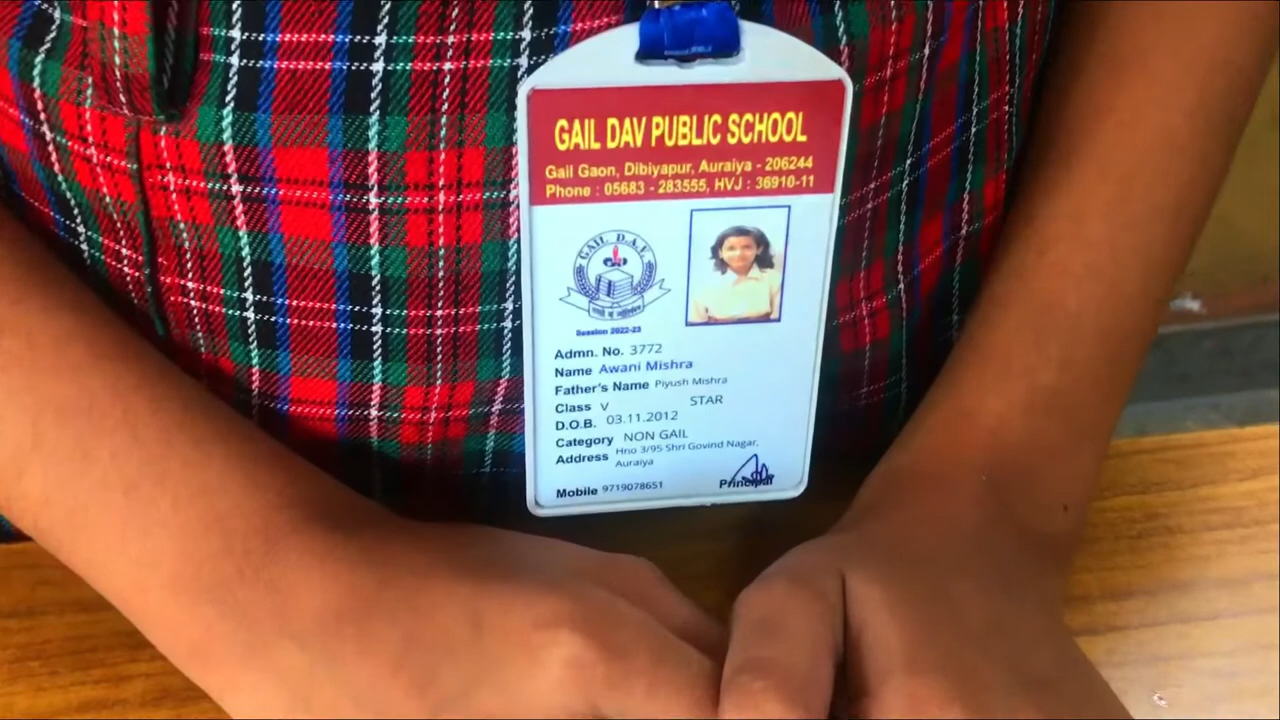 GAIL DAV PUBLIC SCHOOL
Gail Gaon, Dibiyapur, Auraiya - 206244
Phone : 05683 - 283555, HVJ : 36910-11
GAIL D.A.V.
Session 2022-23
Admn. No. 3772
Name Awani Mishra
Father's Name Piyush Mishra
Class V STAR
D.O.B. 03.11.2012
Category NON GAIL
Address Hno 3/95 Shri Govind Nagar,
Auraiya
Mobile 9719078651
Principal